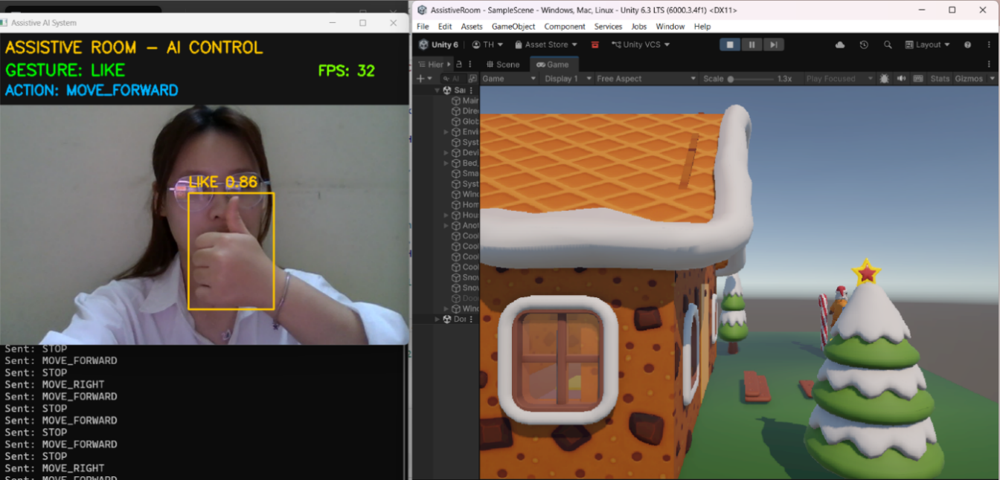 Assistive AI System
ASSISTIVE ROOM - AI CONTROL
GESTURE: LIKE
FPS: 32
ACTION: MOVE_FORWARD
LIKE 0.86
Sent: STOP
Sent: MOVE_FORWARD
Sent: STOP
Sent: MOVE_RIGHT
Sent: MOVE_FORWARD
Sent: STOP
Sent: MOVE_FORWARD
Sent: STOP
Sent: MOVE_FORWARD
Sent: STOP
Sent: MOVE_RIGHT
Sent: MOVE_FORWARD
AssistiveRoom - SampleScene - Windows, Mac, Linux - Unity 6.3 LTS (6000.3.4f1) <DX11>
File Edit Assets GameObject Component Services Jobs Window Help
Unity 6 TH Asset Store Unity VCS Layout
Hier Scene Game
All Game Display 1 Free Aspect Scale 1.3x Play Focused Stats Gizmos
Sai
Main
Dire
Glob
Envi
Syst
Devi
Bed
Sma
Syst
Wind
Hom
Hou
Anot
Cool
Cool
Cool
Cool
Snov
Snov
Doo
Wind
Dor